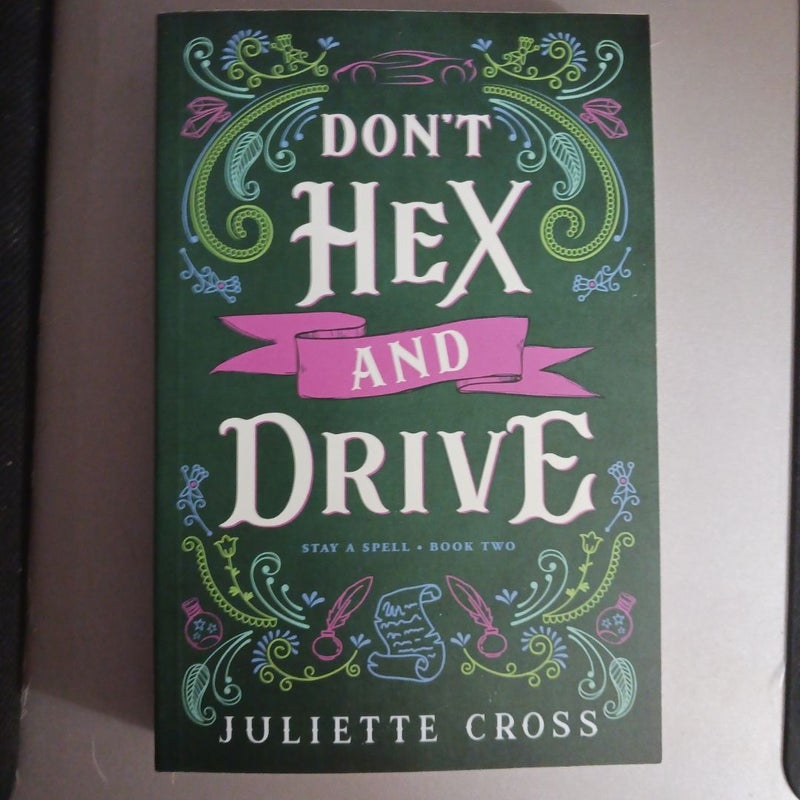 DON'T
HEX
AND
DRIVE
STAY A SPELL • BOOK TWO
JULIETTE CROSS